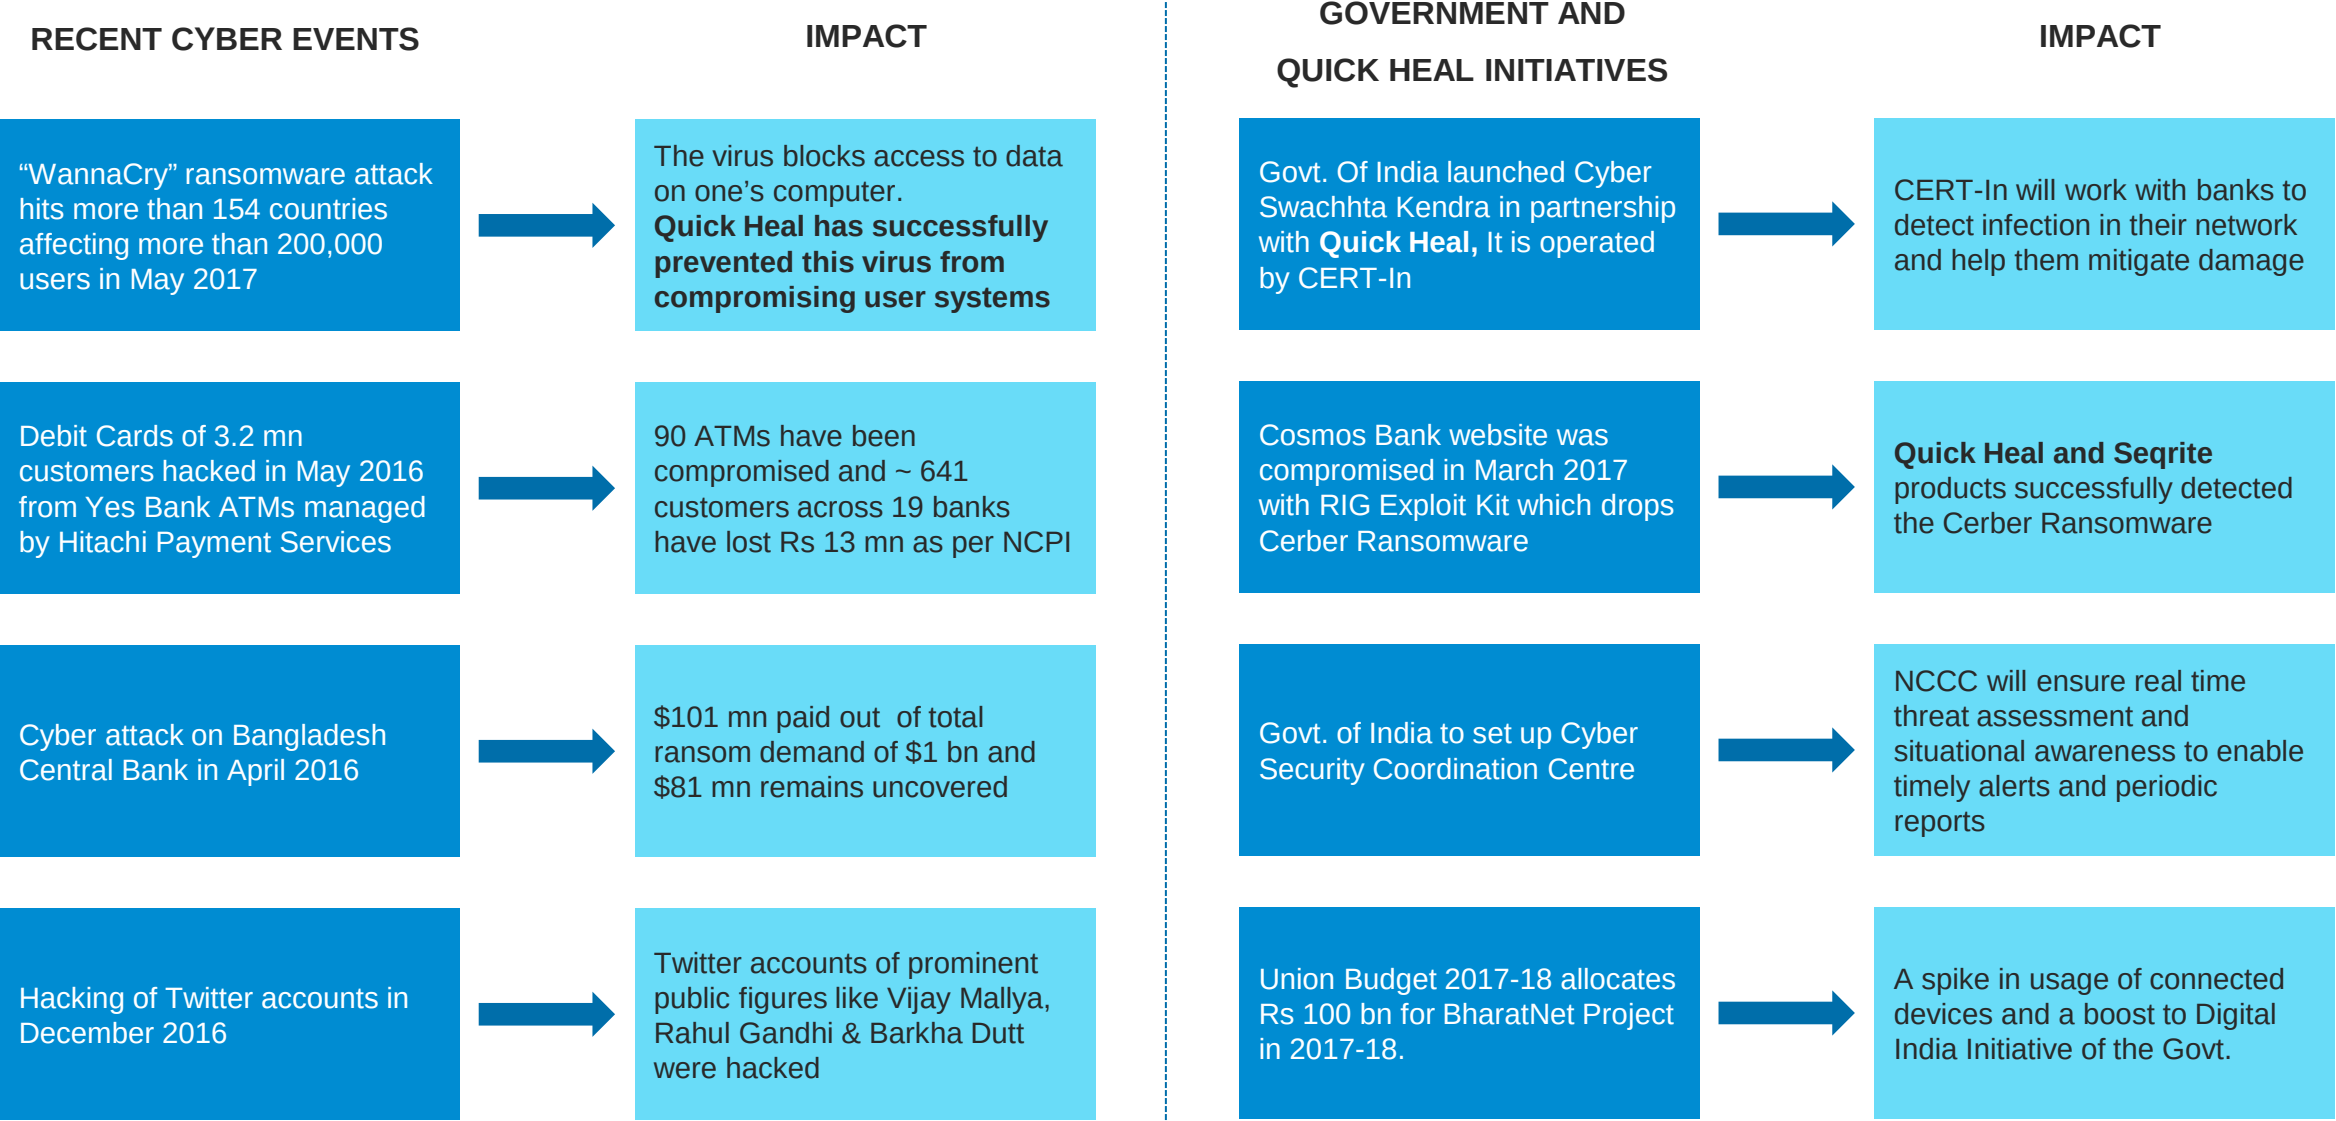 RECENT CYBER EVENTS
IMPACT
“WannaCry” ransomware attack
hits more than 154 countries
affecting more than 200,000
users in May 2017
The virus blocks access to data
on one’s computer.
Quick Heal has successfully
prevented this virus from
compromising user systems
Debit Cards of 3.2 mn
customers hacked in May 2016
from Yes Bank ATMs managed
by Hitachi Payment Services
90 ATMs have been
compromised and ~ 641
customers across 19 banks
have lost Rs 13 mn as per NCPI
Cyber attack on Bangladesh
Central Bank in April 2016
$101 mn paid out  of total
ransom demand of $1 bn and
$81 mn remains uncovered
Hacking of Twitter accounts in
December 2016
Twitter accounts of prominent
public figures like Vijay Mallya,
Rahul Gandhi & Barkha Dutt
were hacked
GOVERNMENT AND
QUICK HEAL INITIATIVES
IMPACT
Govt. Of India launched Cyber
Swachhta Kendra in partnership
with Quick Heal, It is operated
by CERT-In
CERT-In will work with banks to
detect infection in their network
and help them mitigate damage
Cosmos Bank website was
compromised in March 2017
with RIG Exploit Kit which drops
Cerber Ransomware
Quick Heal and Seqrite
products successfully detected
the Cerber Ransomware
Govt. of India to set up Cyber
Security Coordination Centre
NCCC will ensure real time
threat assessment and
situational awareness to enable
timely alerts and periodic
reports
Union Budget 2017-18 allocates
Rs 100 bn for BharatNet Project
in 2017-18.
A spike in usage of connected
devices and a boost to Digital
India Initiative of the Govt.